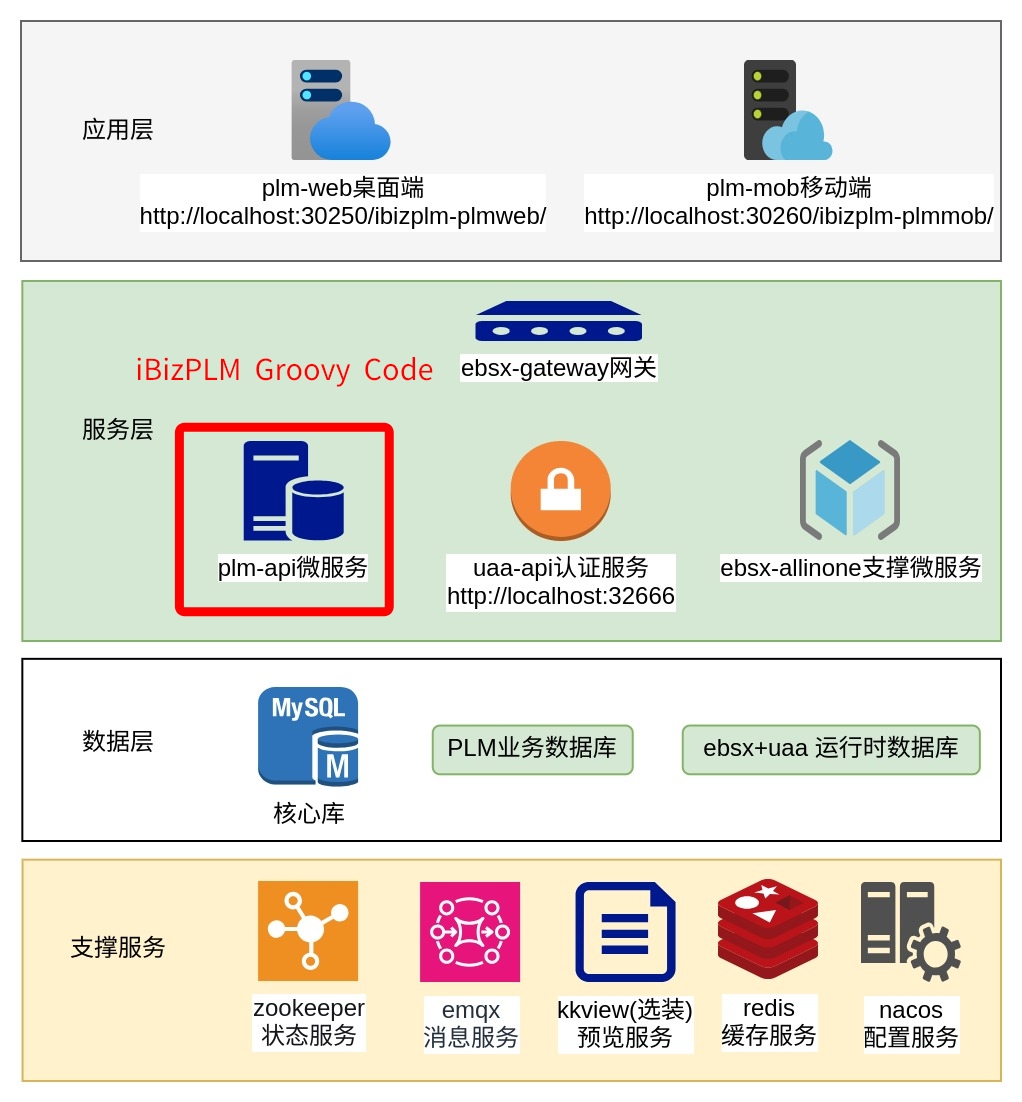 应用层
plm-web桌面端
http://localhost:30250/ibizplm-plmweb/
plm-mob移动端
http://localhost:30260/ibizplm-plmmob/
服务层
iBizPLM Groovy Code
ebsx-gateway网关
plm-api微服务
uaa-api认证服务
http://localhost:32666
ebsx-allinone支撑微服务
数据层
MySQL
M
核心库
PLM业务数据库
ebsx+uaa 运行时数据库
支撑服务
zookeeper
状态服务
emqx
消息服务
kkview(选装)
预览服务
redis
缓存服务
nacos
配置服务